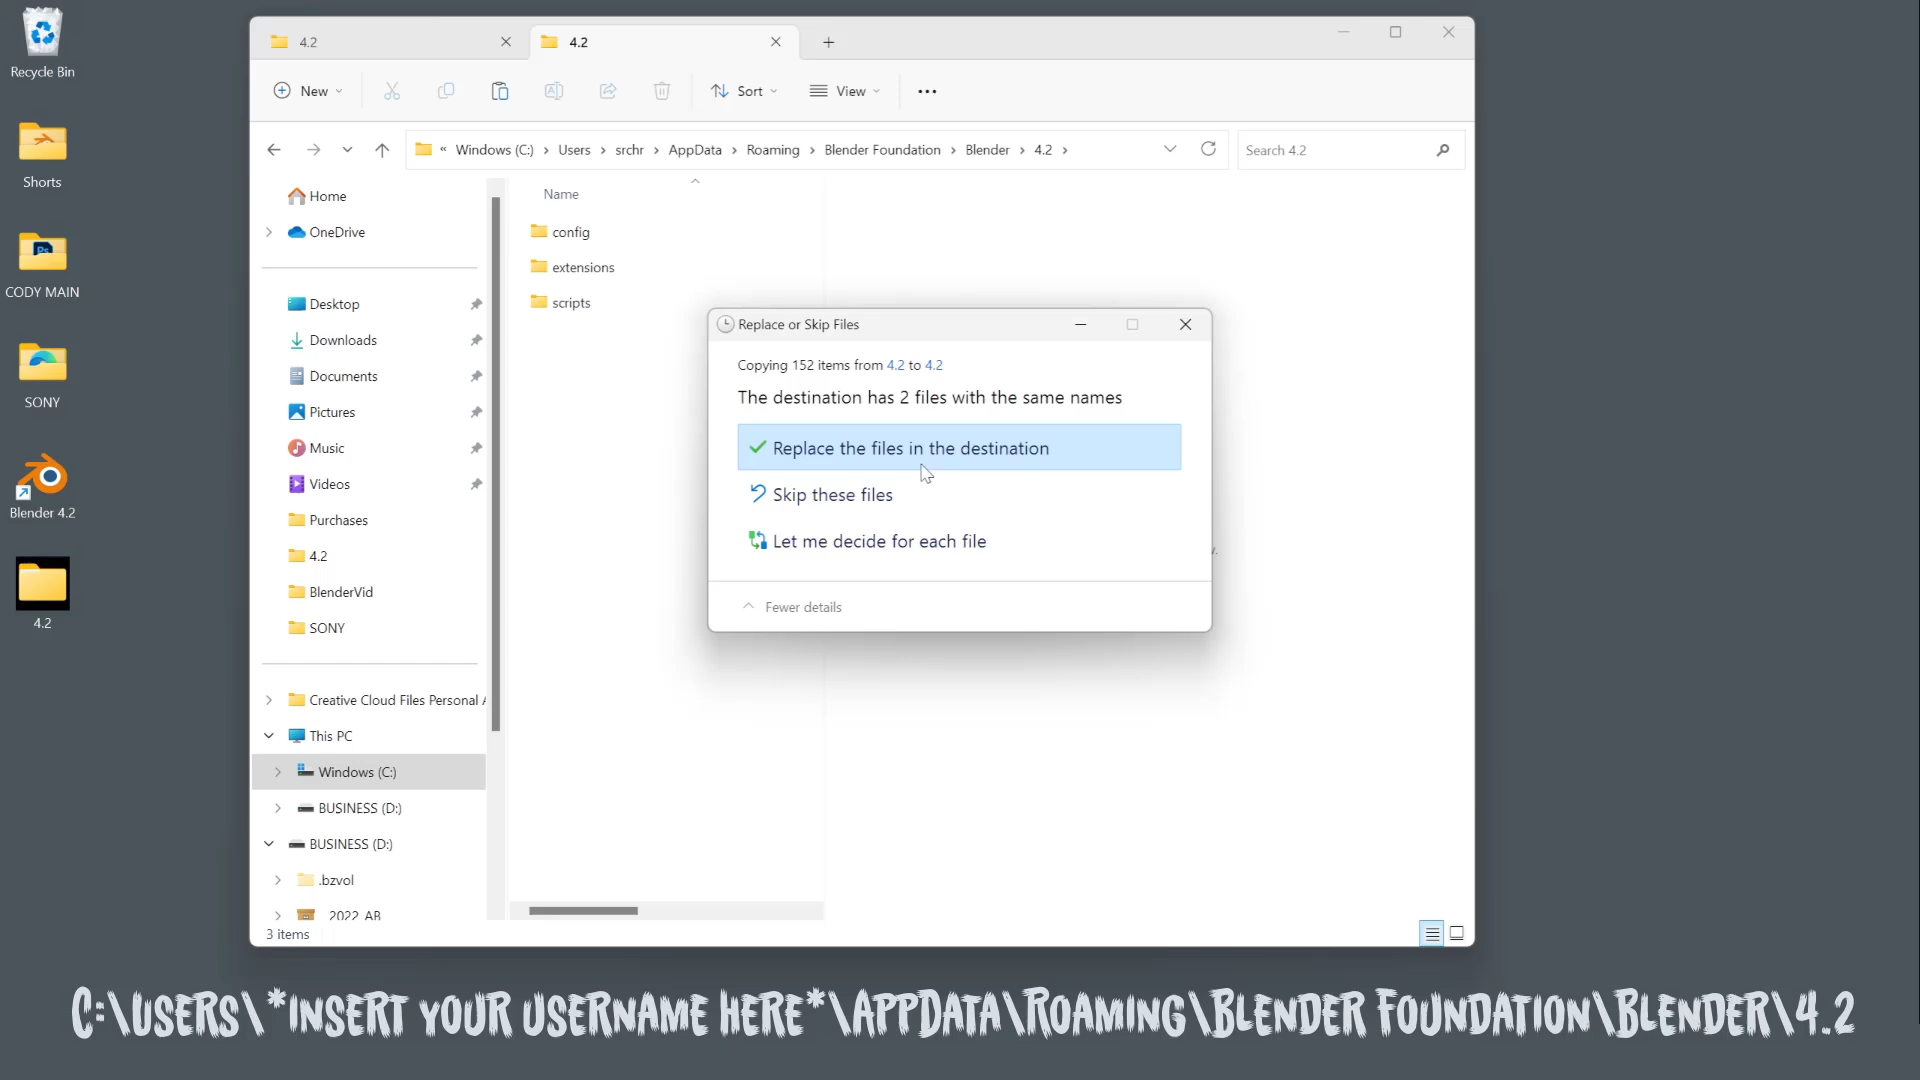 Recycle Bin
Shorts
CODY MAIN
SONY
Blender 4.2
4.2
4.2
4.2
New
Sort
View
« Windows (C:) › Users › srchr › AppData › Roaming › Blender Foundation › Blender › 4.2 ›
Search 4.2
Home
OneDrive
Desktop
Downloads
Documents
Pictures
Music
Videos
Purchases
4.2
BlenderVid
SONY
Creative Cloud Files Personal
This PC
Windows (C:)
BUSINESS (D:)
BUSINESS (D:)
.bzvol
2022 AB
3 items
Name
config
extensions
scripts
Replace or Skip Files
Copying 152 items from 4.2 to 4.2
The destination has 2 files with the same names
Replace the files in the destination
Skip these files
Let me decide for each file
Fewer details
C:\Users\*insert your username here*\AppData\Roaming\Blender Foundation\Blender\4.2